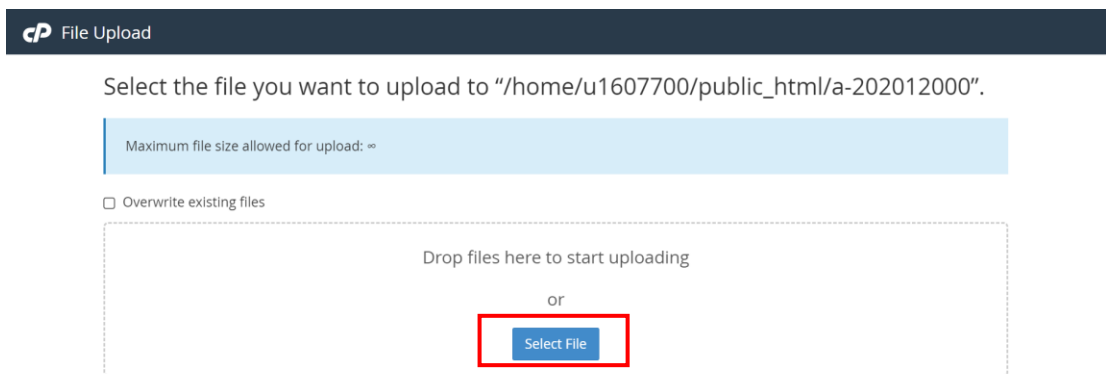 cP File Upload
Select the file you want to upload to “/home/u1607700/public_html/a-202012000”.
Maximum file size allowed for upload: ∞
Overwrite existing files
Drop files here to start uploading
or
Select File